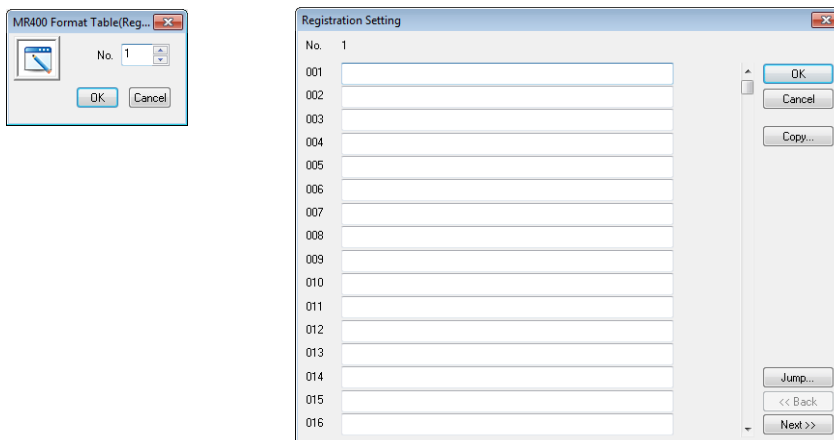 MR400 Format Table(Reg...
No. 1
OK Cancel
Registration Setting
No. 1
001
002
003
004
005
006
007
008
009
010
011
012
013
014
015
016
OK
Cancel
Copy...
Jump...
<< Back
Next >>